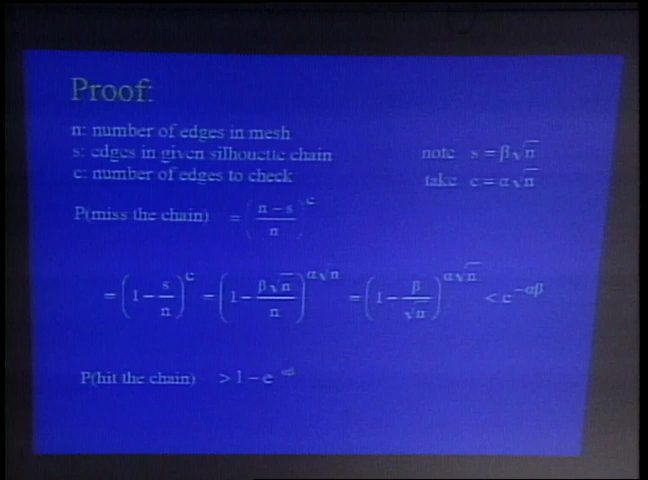 Proof:
n: number of edges in mesh
s: edges in given silhouette chain note s = β√n
c: number of edges to check take c = α√n
P(miss the chain) = ((n − s)/n)^c
= (1 − s/n)^c = (1 − β√n/n)^(α√n) = (1 − β/√n)^(α√n) < e^(−αβ)
P(hit the chain) > 1 − e^(−αβ)